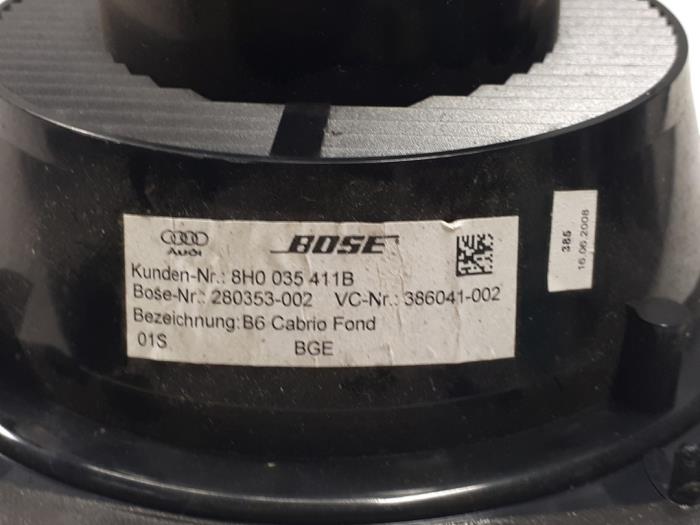 Audi BOSE
Kunden-Nr.: 8H0 035 411B
Bose-Nr.: 280353-002 VC-Nr.: 386041-002
Bezeichnung: B6 Cabrio Fond
01S BGE
385
16.06.2008